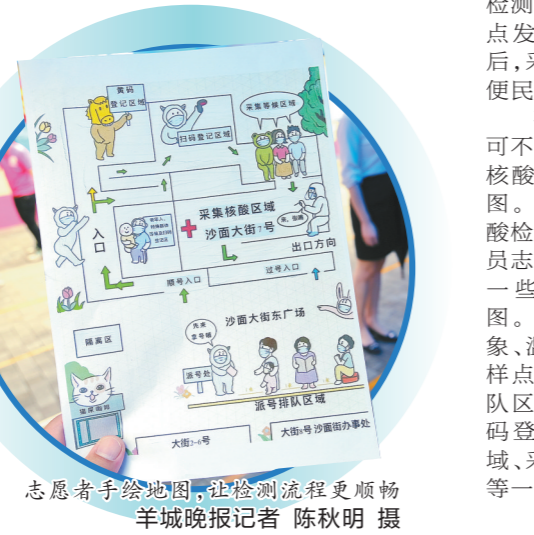 黄码
登记区域
扫码登记区域
采集等候区域
采集核酸区域
沙面大街7号
入口
出口方向
顺号入口
过号入口
隔离区
先来
拿号喔
沙面大街东广场
派号处
派号排队区域
大街2-6号
大街8号沙面街办事处
志愿者手绘地图,让检测流程更顺畅
羊城晚报记者 陈秋明 摄
检测
点发
后,采
便民
可不
核酸
图。
酸检
员志
一些
图。
象、温
样点
队区
码登
域、采
等一